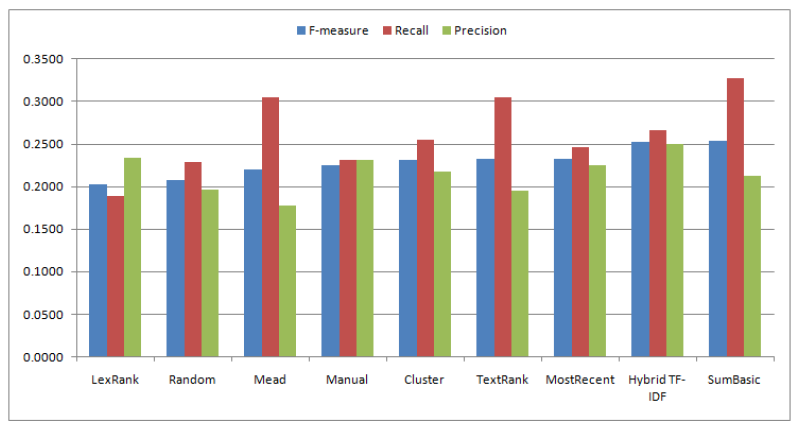 F-measure Recall Precision
0.3500
0.3000
0.2500
0.2000
0.1500
0.1000
0.0500
0.0000
LexRank Random Mead Manual Cluster TextRank MostRecent Hybrid TF- SumBasic
IDF